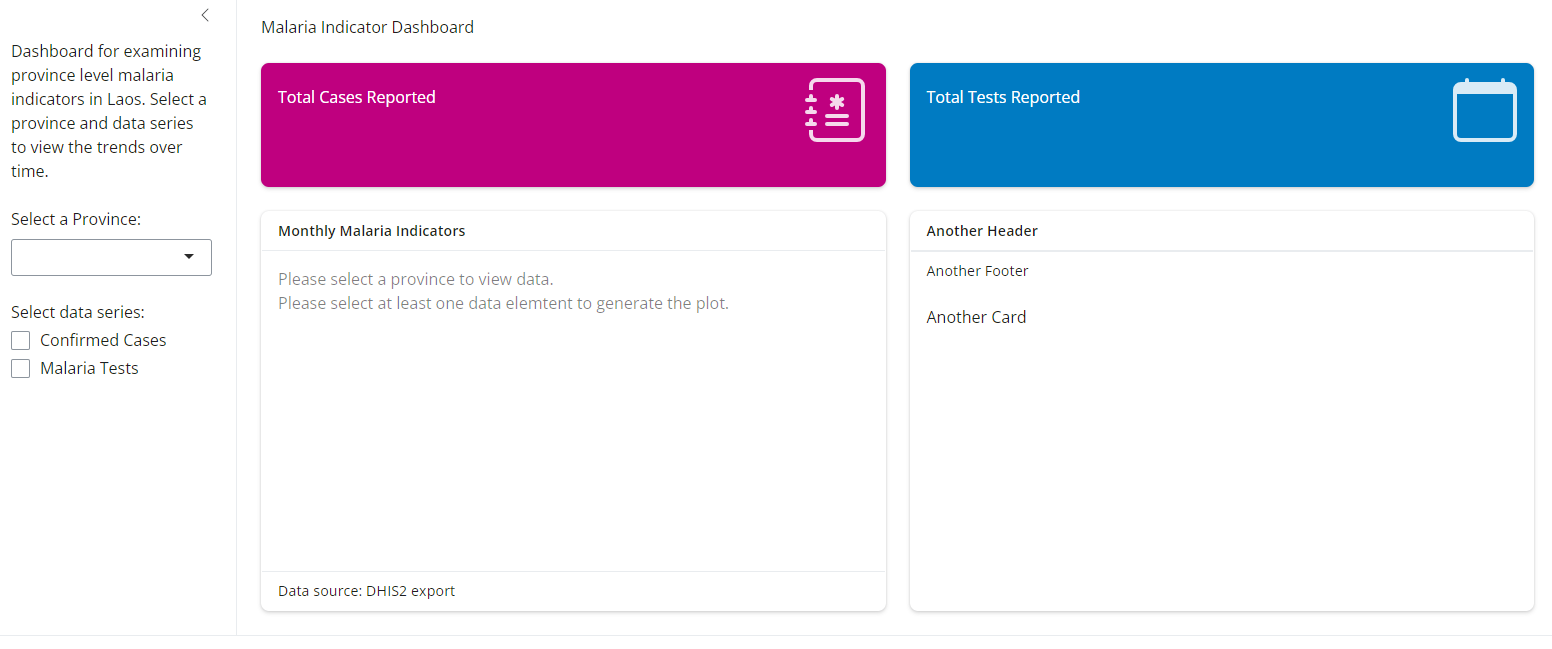 Dashboard for examining
province level malaria
indicators in Laos. Select a
province and data series
to view the trends over
time.
Select a Province:
Select data series:
Confirmed Cases
Malaria Tests
Malaria Indicator Dashboard
Total Cases Reported
Total Tests Reported
Monthly Malaria Indicators
Please select a province to view data.
Please select at least one data elemtent to generate the plot.
Data source: DHIS2 export
Another Header
Another Footer
Another Card